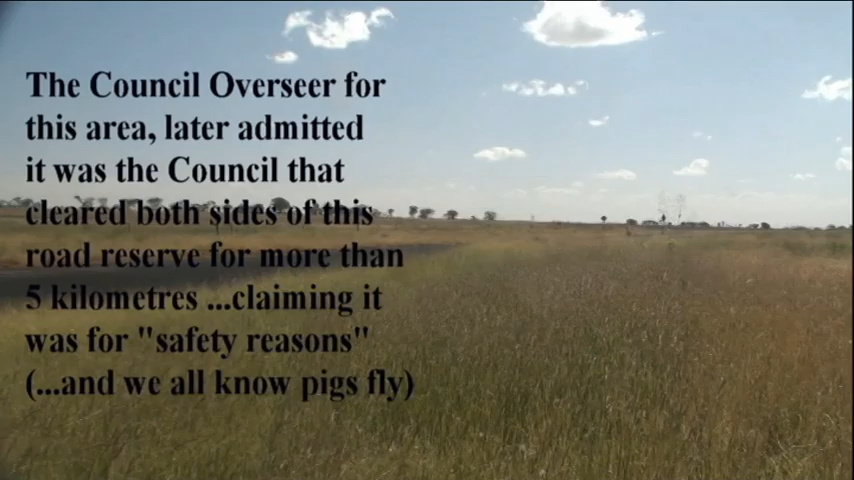 The Council Overseer for
this area, later admitted
it was the Council that
cleared both sides of this
road reserve for more than
5 kilometres ...claiming it
was for "safety reasons"
(...and we all know pigs fly)